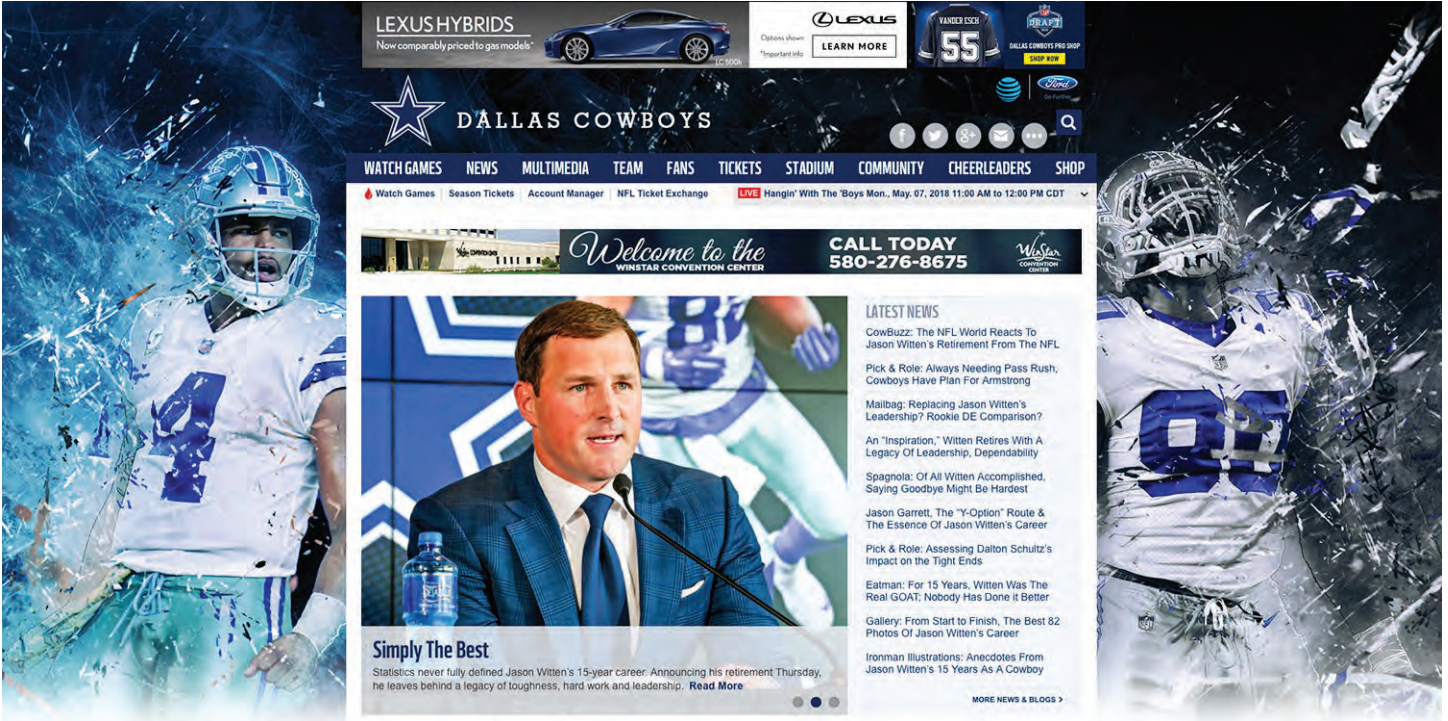 LEXUS HYBRIDS
Now comparably priced to gas models*
LC 500h
Options shown
*Important info
LEXUS
LEARN MORE
VANDER ESCH
55
DRAFT
DALLAS COWBOYS PRO SHOP
SHOP NOW
DALLAS COWBOYS
Ford
Go Further
WATCH GAMES NEWS MULTIMEDIA TEAM FANS TICKETS STADIUM COMMUNITY CHEERLEADERS SHOP
Watch Games Season Tickets Account Manager NFL Ticket Exchange LIVE Hangin' With The 'Boys Mon., May. 07, 2018 11:00 AM to 12:00 PM CDT
Welcome to the
WINSTAR CONVENTION CENTER
CALL TODAY
580-276-8675
WinStar
CONVENTION
CENTER
Simply The Best
Statistics never fully defined Jason Witten's 15-year career. Announcing his retirement Thursday,
he leaves behind a legacy of toughness, hard work and leadership. Read More
LATEST NEWS
CowBuzz: The NFL World Reacts To
Jason Witten's Retirement From The NFL
Pick & Role: Always Needing Pass Rush,
Cowboys Have Plan For Armstrong
Mailbag: Replacing Jason Witten's
Leadership? Rookie DE Comparison?
An "Inspiration," Witten Retires With A
Legacy Of Leadership, Dependability
Spagnola: Of All Witten Accomplished,
Saying Goodbye Might Be Hardest
Jason Garrett, The "Y-Option" Route &
The Essence Of Jason Witten's Career
Pick & Role: Assessing Dalton Schultz's
Impact on the Tight Ends
Eatman: For 15 Years, Witten Was The
Real GOAT; Nobody Has Done it Better
Gallery: From Start to Finish, The Best 82
Photos Of Jason Witten's Career
Ironman Illustrations: Anecdotes From
Jason Witten's 15 Years As A Cowboy
MORE NEWS & BLOGS >
4
90